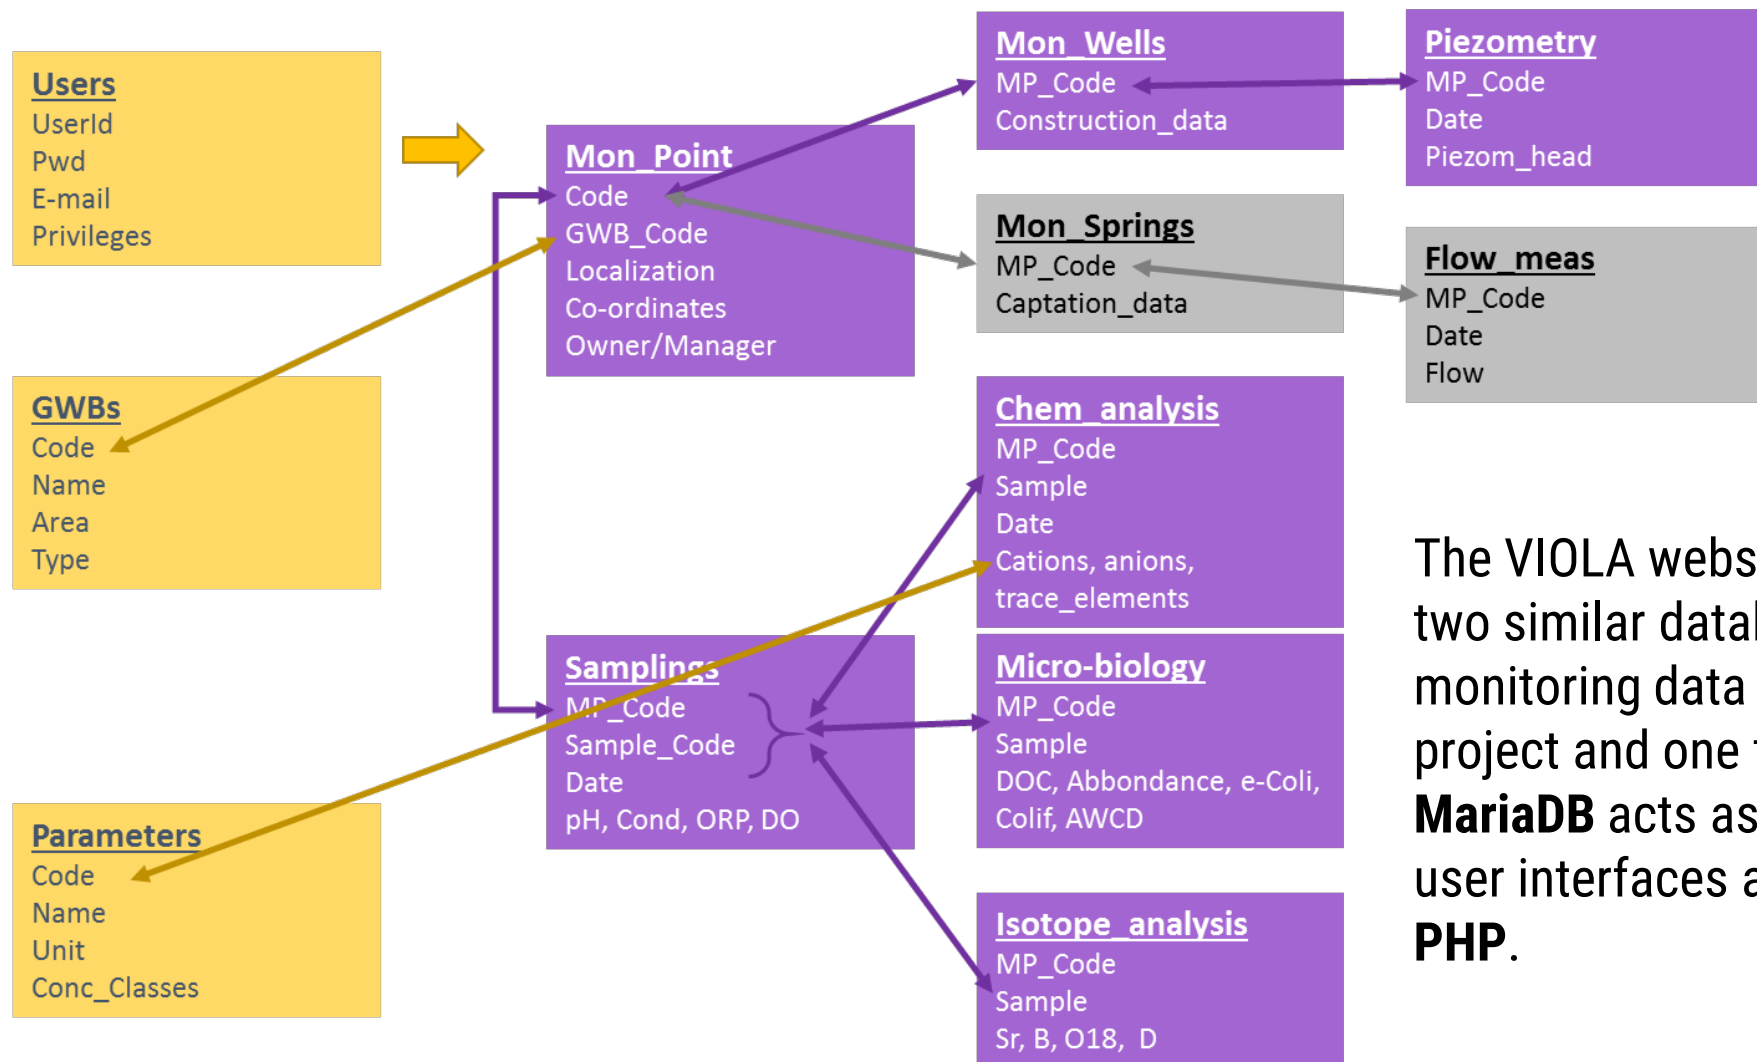 Users
UserId
Pwd
E-mail
Privileges
GWBs
Code
Name
Area
Type
Parameters
Code
Name
Unit
Conc_Classes
Mon_Point
Code
GWB_Code
Localization
Co-ordinates
Owner/Manager
Samplings
MP_Code
Sample_Code
Date
pH, Cond, ORP, DO
Mon_Wells
MP_Code
Construction_data
Mon_Springs
MP_Code
Captation_data
Chem_analysis
MP_Code
Sample
Date
Cations, anions,
trace_elements
Micro-biology
MP_Code
Sample
DOC, Abbondance, e-Coli,
Colif, AWCD
Isotope_analysis
MP_Code
Sample
Sr, B, O18, D
Piezometry
MP_Code
Date
Piezom_head
Flow_meas
MP_Code
Date
Flow
The VIOLA
two similar
monitoring data
project and one
MariaDB acts as
user interfaces
PHP.